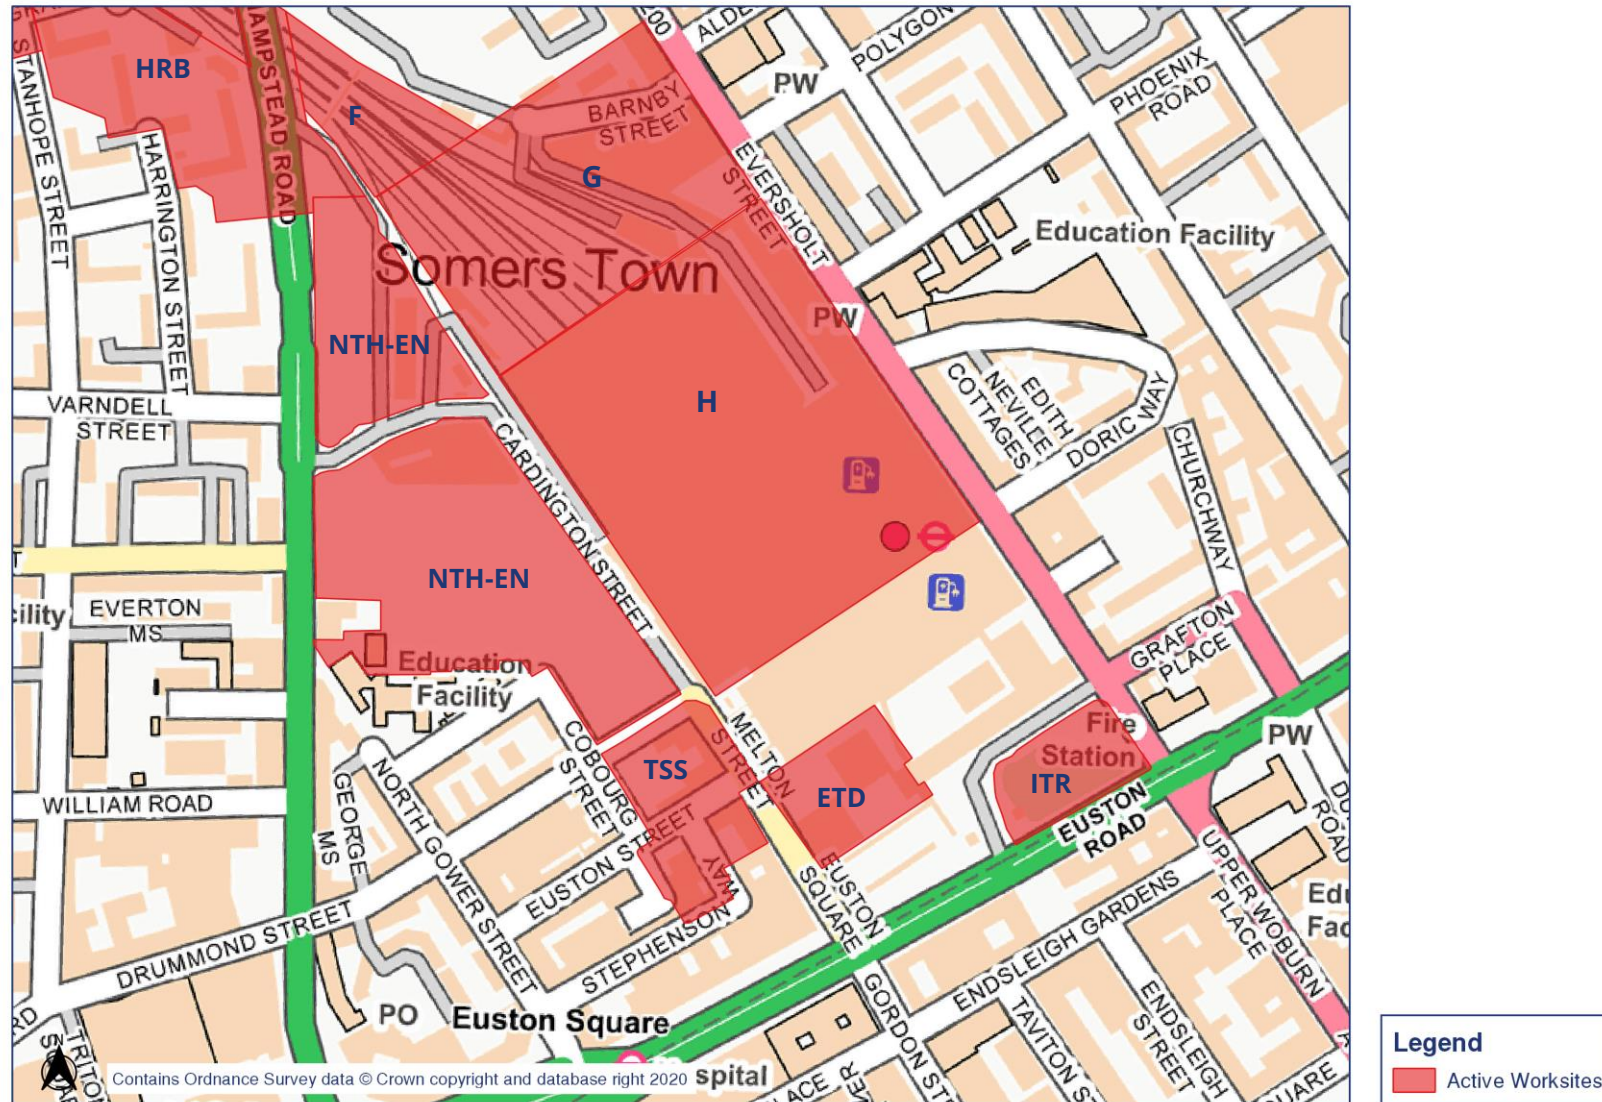 HAMPSTEAD ROAD
STANHOPE STREET
HRB
F
BARNBY
STREET
G
PW
POLYGON
PHOENIX
ROAD
HARRINGTON STREET
EVERSHOLT
STREET
Education Facility
Somers Town
PW
NTH-EN
H
VARNDELL
STREET
COTTAGES
NEVILLE
EDITH
DORIC WAY
CHURCHWAY
CARDINGTON STREET
NTH-EN
EVERTON
MS
Education
Facility
GRAFTON
PLACE
MELTON
STREET
Fire
Station
PW
COBOURG
STREET
TSS
ETD
ITR
WILLIAM ROAD
GEORGE
MS
NORTH GOWER STREET
EUSTON STREET
EUSTON
ROAD
EUSTON
SQUARE
UPPER WOBURN
PLACE
DRUMMOND STREET
STEPHENSON
WAY
ENDSLEIGH GARDENS
PO
Euston Square
GORDON ST
TAVITON ST
ENDSLEIGH
STREET
Contains Ordnance Survey data © Crown copyright and database right 2020
spital
Legend
Active Worksites